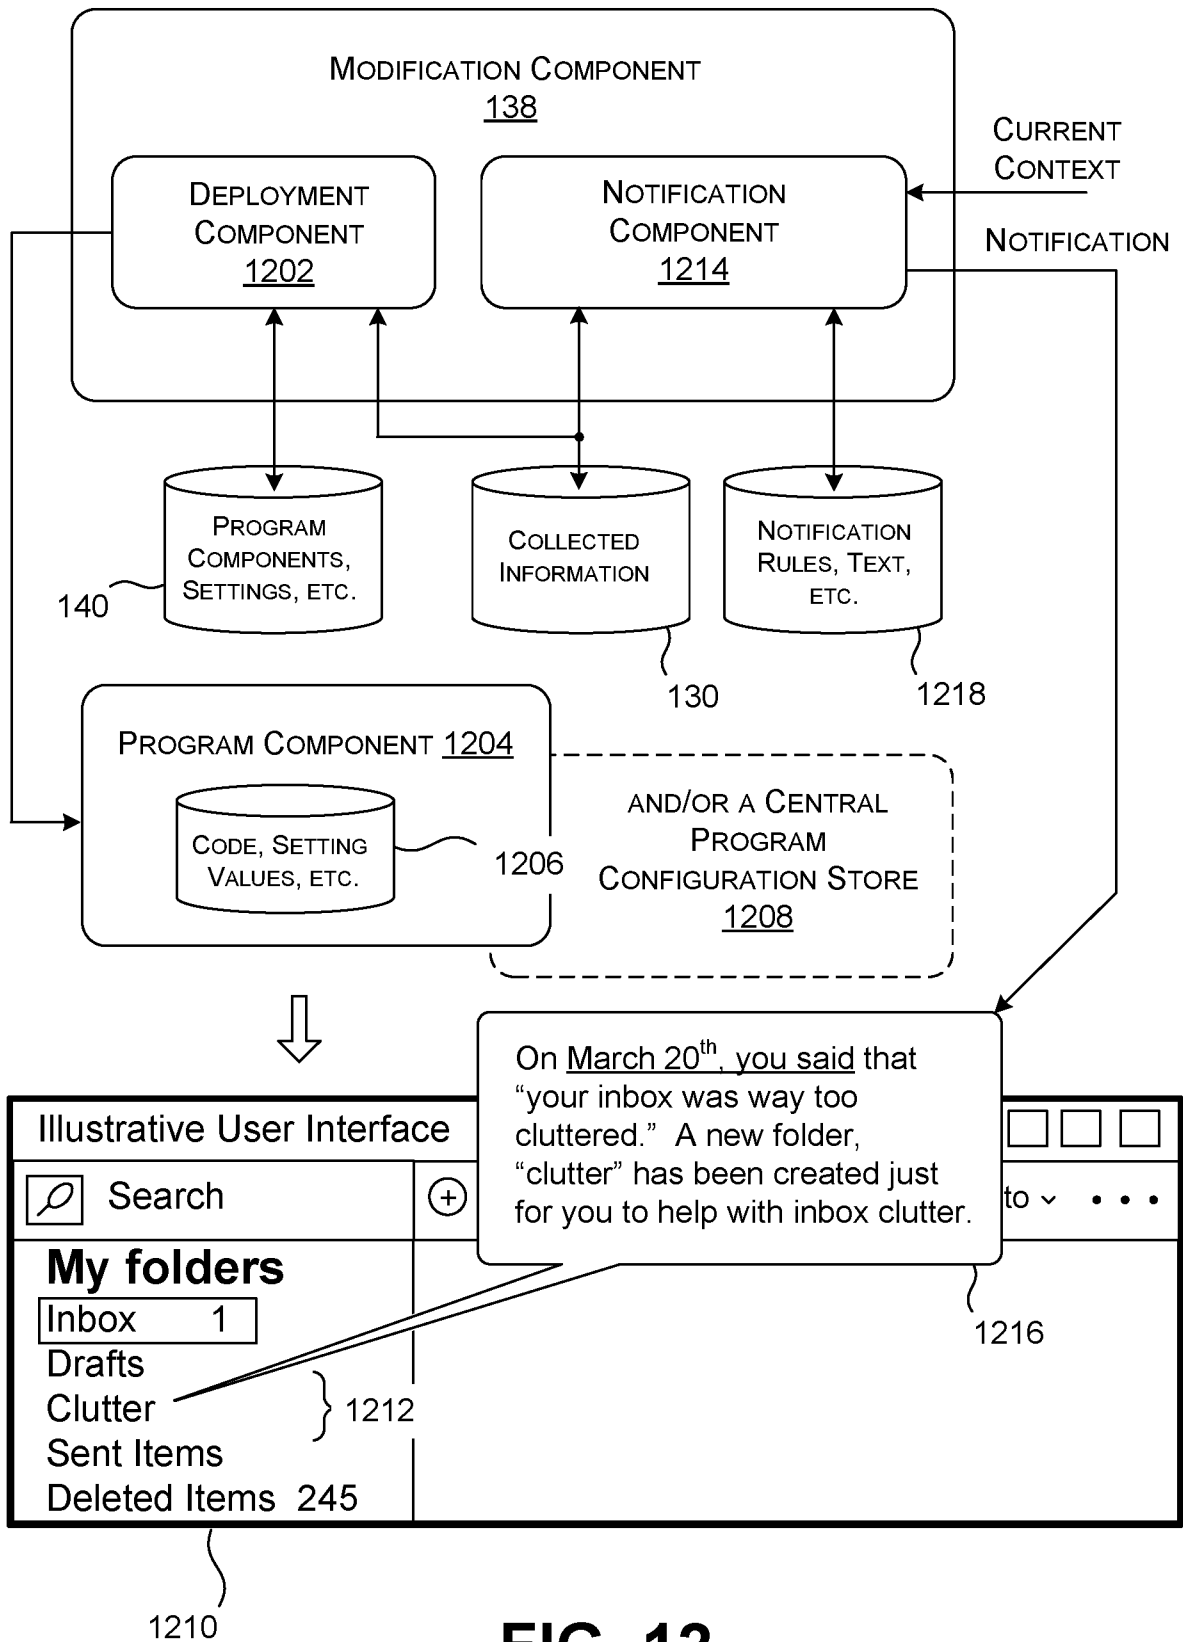 MODIFICATION COMPONENT
138
CURRENT
CONTEXT
DEPLOYMENT
COMPONENT
1202
NOTIFICATION
COMPONENT
1214
NOTIFICATION
PROGRAM
COMPONENTS,
SETTINGS, ETC.
140
COLLECTED
INFORMATION
130
NOTIFICATION
RULES, TEXT,
ETC.
1218
PROGRAM COMPONENT 1204
CODE, SETTING
VALUES, ETC.
1206
AND/OR A CENTRAL
PROGRAM
CONFIGURATION STORE
1208
On March 20th, you said that
“your inbox was way too
cluttered.” A new folder,
“clutter” has been created just
for you to help with inbox clutter.
1216
Illustrative User Interface
Search
to
My folders
Inbox 1
Drafts
Clutter
1212
Sent Items
Deleted Items 245
1210
FIG. 12